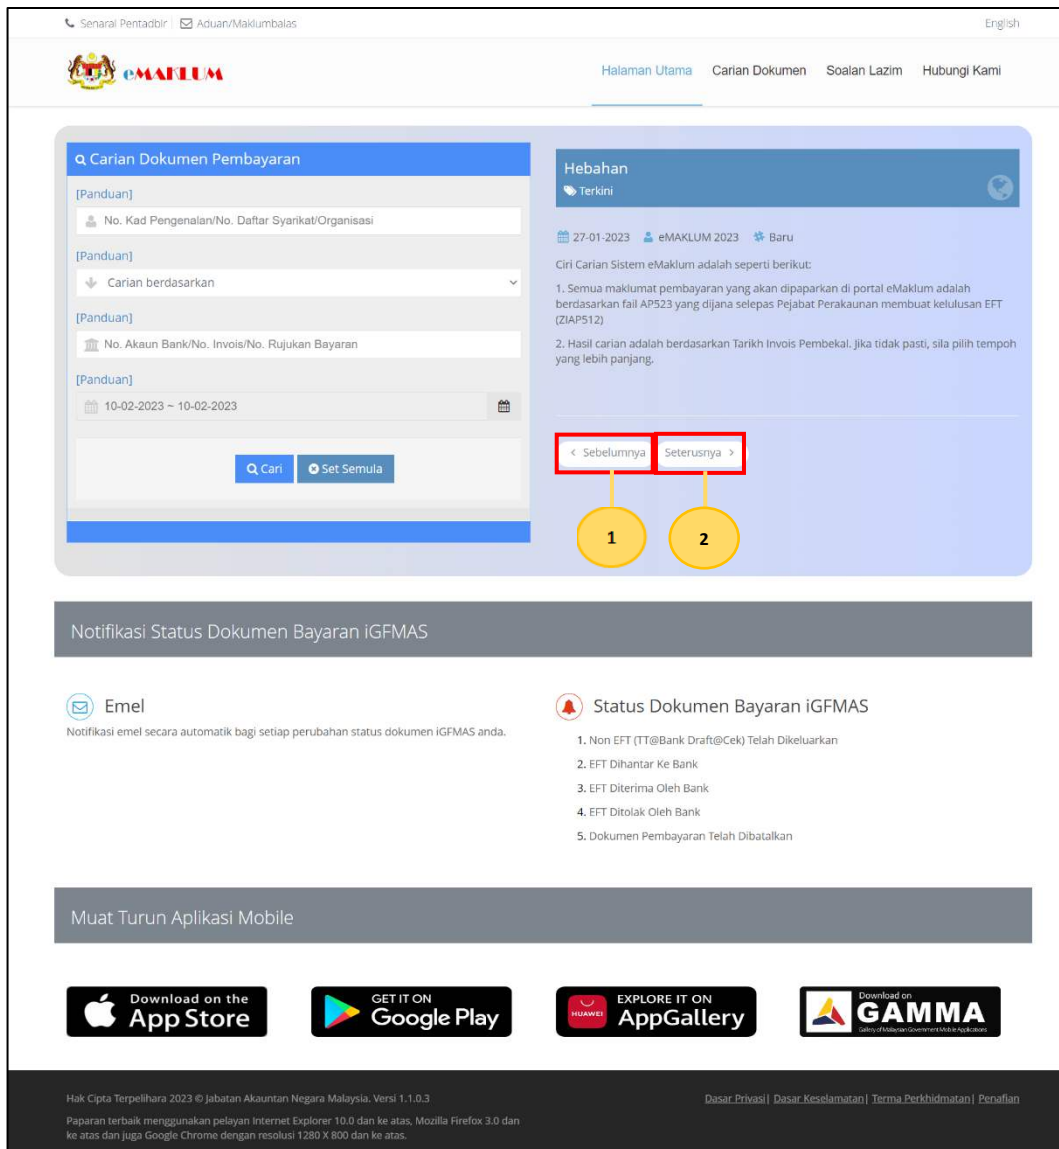 Senarai Pentadbir | Aduan/Maklumbalas
English
eMAKLUM
Halaman Utama Carian Dokumen Soalan Lazim Hubungi Kami
Carian Dokumen Pembayaran
[Panduan]
No. Kad Pengenalan/No. Daftar Syarikat/Organisasi
[Panduan]
Carian berdasarkan
[Panduan]
No. Akaun Bank/No. Invois/No. Rujukan Bayaran
[Panduan]
10-02-2023 ~ 10-02-2023
Cari Set Semula
Hebahan
Terkini
27-01-2023 eMAKLUM 2023 Baru
Ciri Carian Sistem eMaklum adalah seperti berikut:
1. Semua maklumat pembayaran yang akan dipaparkan di portal eMaklum adalah
berdasarkan fail AP523 yang dijana selepas Pejabat Perakaunan membuat kelulusan EFT
(ZIAP512)
2. Hasil carian adalah berdasarkan Tarikh Invois Pembekal. Jika tidak pasti, sila pilih tempoh
yang lebih panjang.
< Sebelumnya Seterusnya >
1 2
Notifikasi Status Dokumen Bayaran iGFMAS
Emel
Notifikasi emel secara automatik bagi setiap perubahan status dokumen iGFMAS anda.
Status Dokumen Bayaran iGFMAS
1. Non EFT (TT@Bank Draft@Cek) Telah Dikeluarkan
2. EFT Dihantar Ke Bank
3. EFT Diterima Oleh Bank
4. EFT Ditolak Oleh Bank
5. Dokumen Pembayaran Telah Dibatalkan
Muat Turun Aplikasi Mobile
Download on the
App Store
GET IT ON
Google Play
HUAWEI
EXPLORE IT ON
AppGallery
Download on
GAMMA
Gallery of Malaysian Government Mobile Applications
Hak Cipta Terpelihara 2023 © Jabatan Akauntan Negara Malaysia. Versi 1.1.0.3
Paparan terbaik menggunakan pelayan Internet Explorer 10.0 dan ke atas, Mozilla Firefox 3.0 dan
ke atas dan juga Google Chrome dengan resolusi 1280 X 800 dan ke atas.
Dasar Privasi| Dasar Keselamatan| Terma Perkhidmatan| Penafian